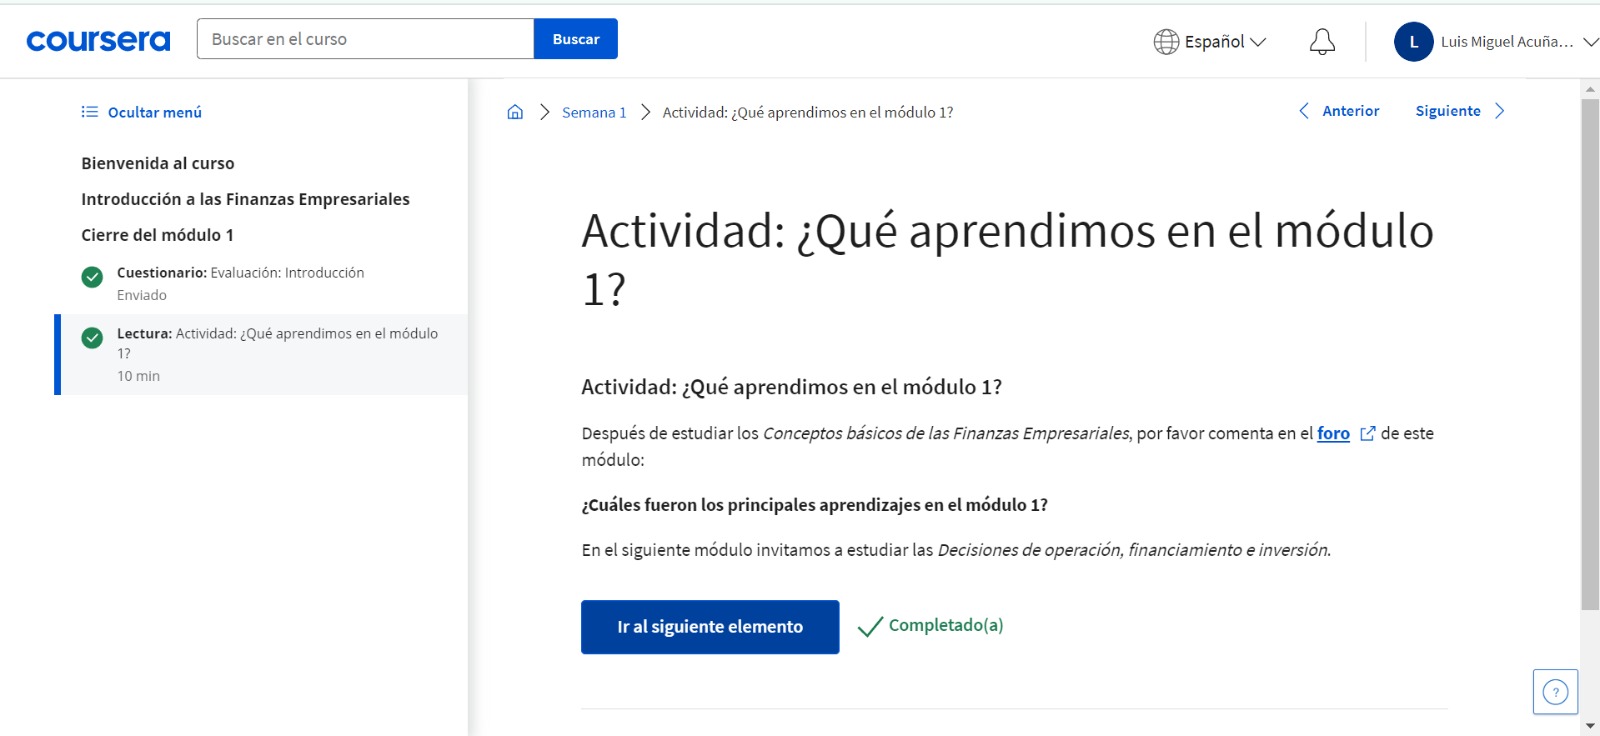 coursera
Buscar en el curso
Buscar
Español
L
Luis Miguel Acuña...
Ocultar menú
Bienvenida al curso
Introducción a las Finanzas Empresariales
Cierre del módulo 1
Cuestionario: Evaluación: Introducción
Enviado
Lectura: Actividad: ¿Qué aprendimos en el módulo
1?
10 min
Semana 1
Actividad: ¿Qué aprendimos en el módulo 1?
Anterior
Siguiente
Actividad: ¿Qué aprendimos en el módulo
1?
Actividad: ¿Qué aprendimos en el módulo 1?
Después de estudiar los Conceptos básicos de las Finanzas Empresariales, por favor comenta en el foro de este
módulo:
¿Cuáles fueron los principales aprendizajes en el módulo 1?
En el siguiente módulo invitamos a estudiar las Decisiones de operación, financiamiento e inversión.
Ir al siguiente elemento
Completado(a)
?